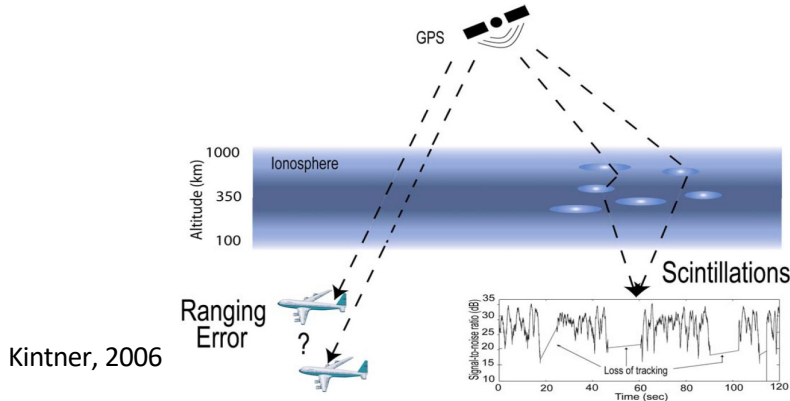 GPS
1000
Ionosphere
Altitude (km)
350
100
Scintillations
Ranging
Error
?
Kintner, 2006
Signal-to-noise ratio (dB)
35
30
25
20
15
10
Loss of tracking
0 20 40 60 80 100 120
Time (sec)